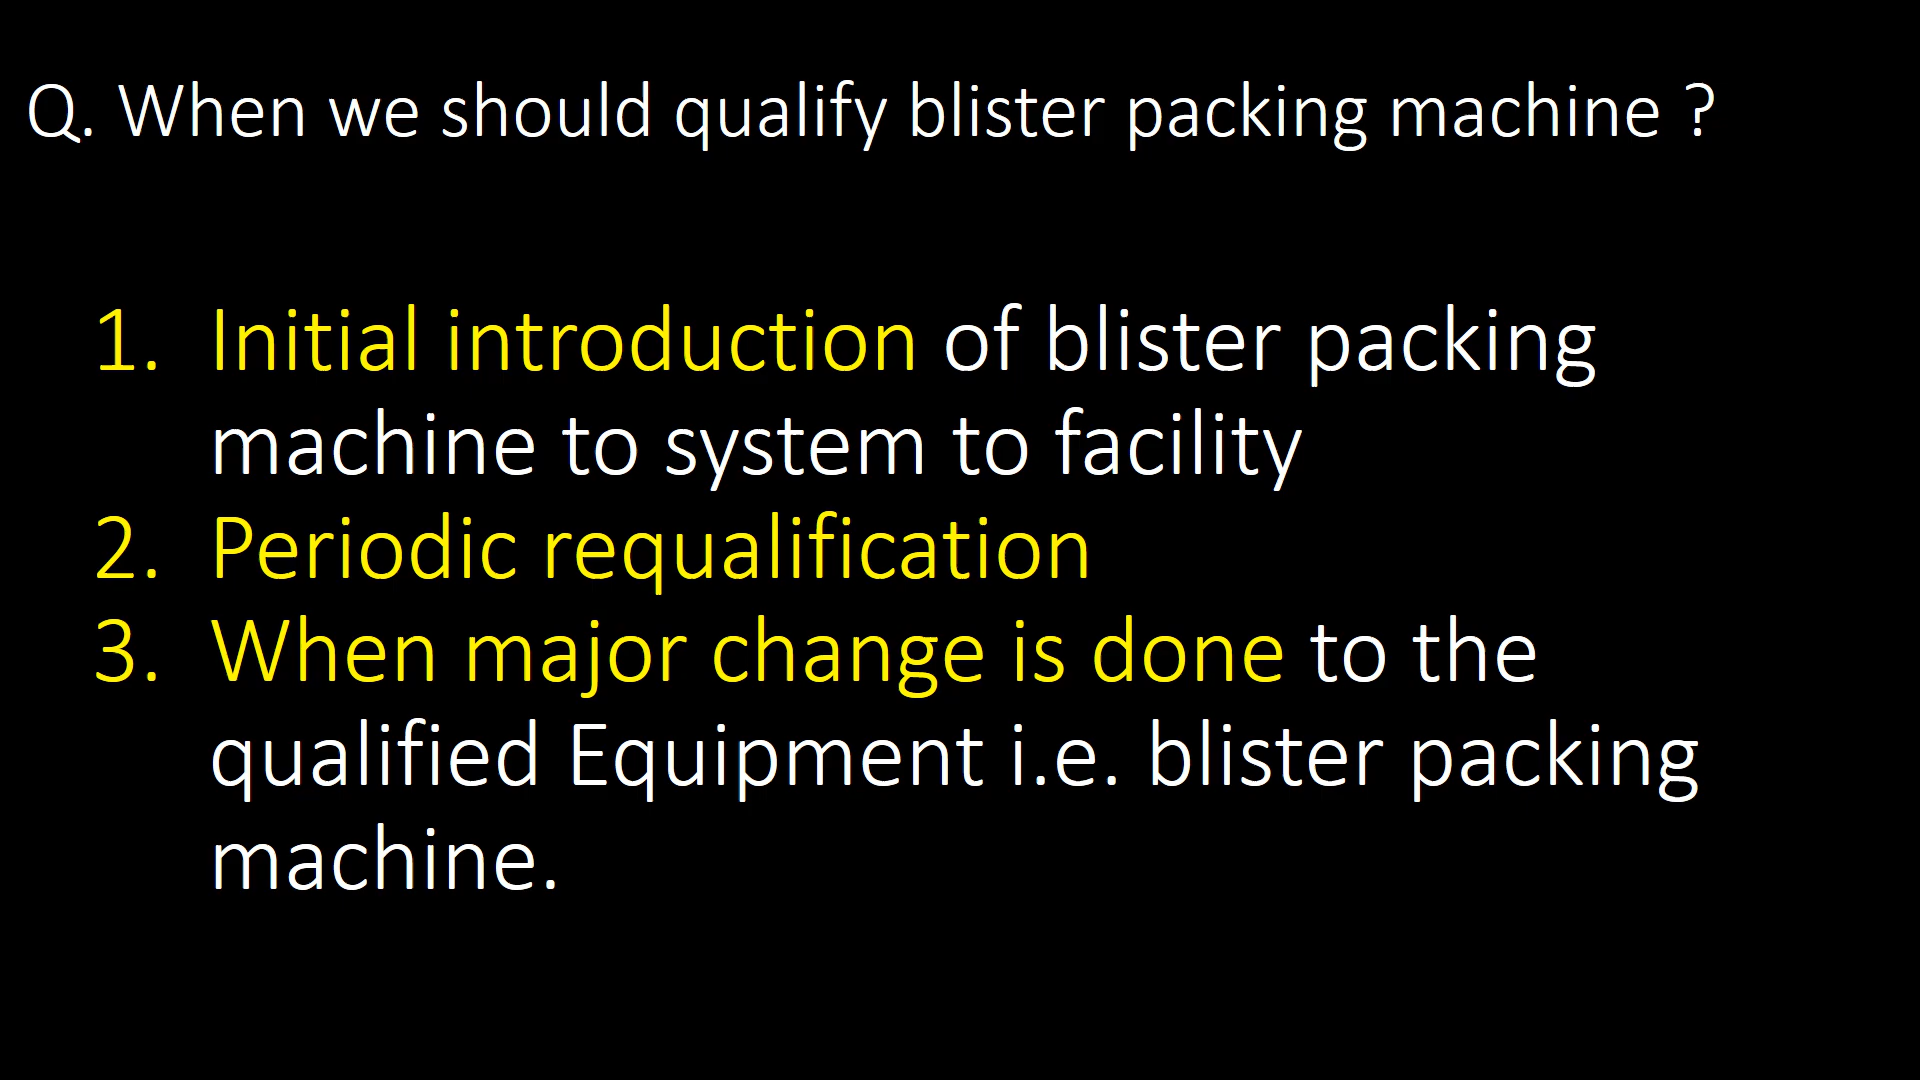 Q. When we should qualify blister packing machine ?
1. Initial introduction of blister packing
machine to system to facility
2. Periodic requalification
3. When major change is done to the
qualified Equipment i.e. blister packing
machine.